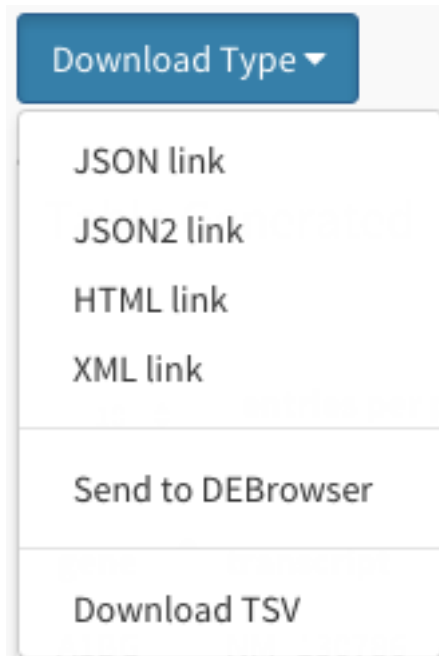 Download Type
JSON link
JSON2 link
HTML link
XML link
Send to DEBrowser
Download TSV